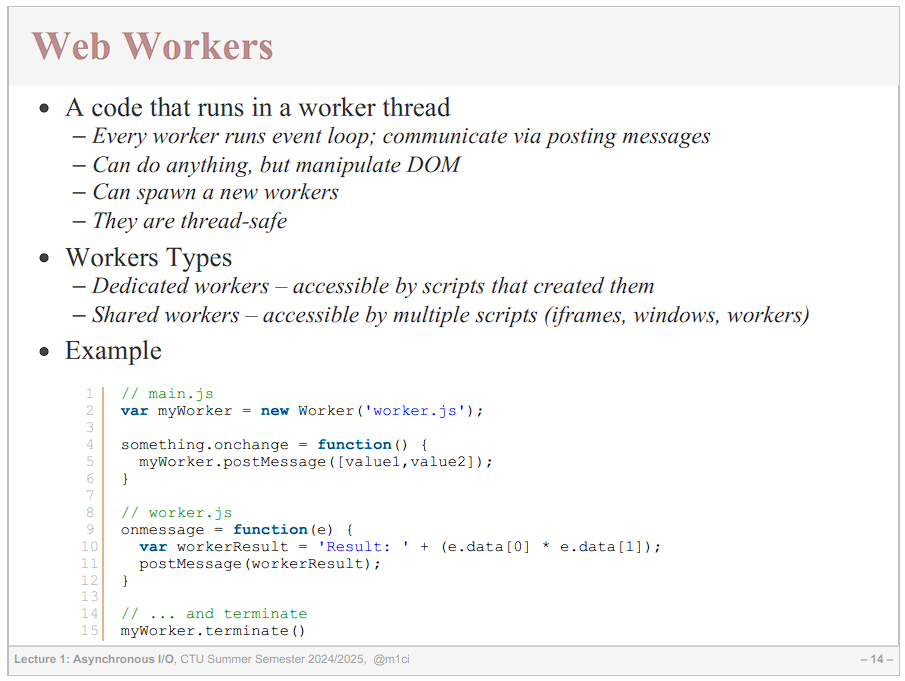 Web Workers
• A code that runs in a worker thread
– Every worker runs event loop; communicate via posting messages
– Can do anything, but manipulate DOM
– Can spawn a new workers
– They are thread-safe
• Workers Types
– Dedicated workers – accessible by scripts that created them
– Shared workers – accessible by multiple scripts (iframes, windows, workers)
• Example
1 // main.js
2 var myWorker = new Worker('worker.js');
3
4 something.onchange = function() {
5   myWorker.postMessage([value1,value2]);
6 }
7
8 // worker.js
9 onmessage = function(e) {
10   var workerResult = 'Result: ' + (e.data[0] * e.data[1]);
11   postMessage(workerResult);
12 }
13
14 // ... and terminate
15 myWorker.terminate()
Lecture 1: Asynchronous I/O, CTU Summer Semester 2024/2025, @m1ci – 14 –